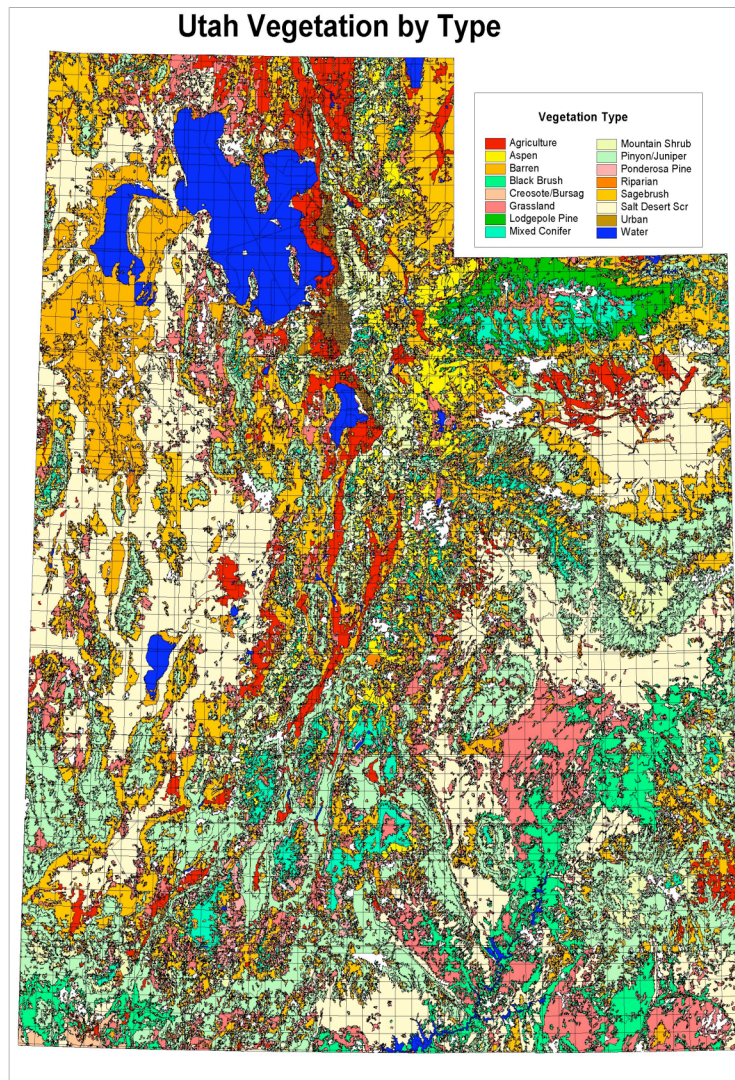 Utah Vegetation by Type
Vegetation Type
Agriculture
Aspen
Barren
Black Brush
Creosote/Bursag
Grassland
Lodgepole Pine
Mixed Conifer
Mountain Shrub
Pinyon/Juniper
Ponderosa Pine
Riparian
Sagebrush
Salt Desert Scr
Urban
Water